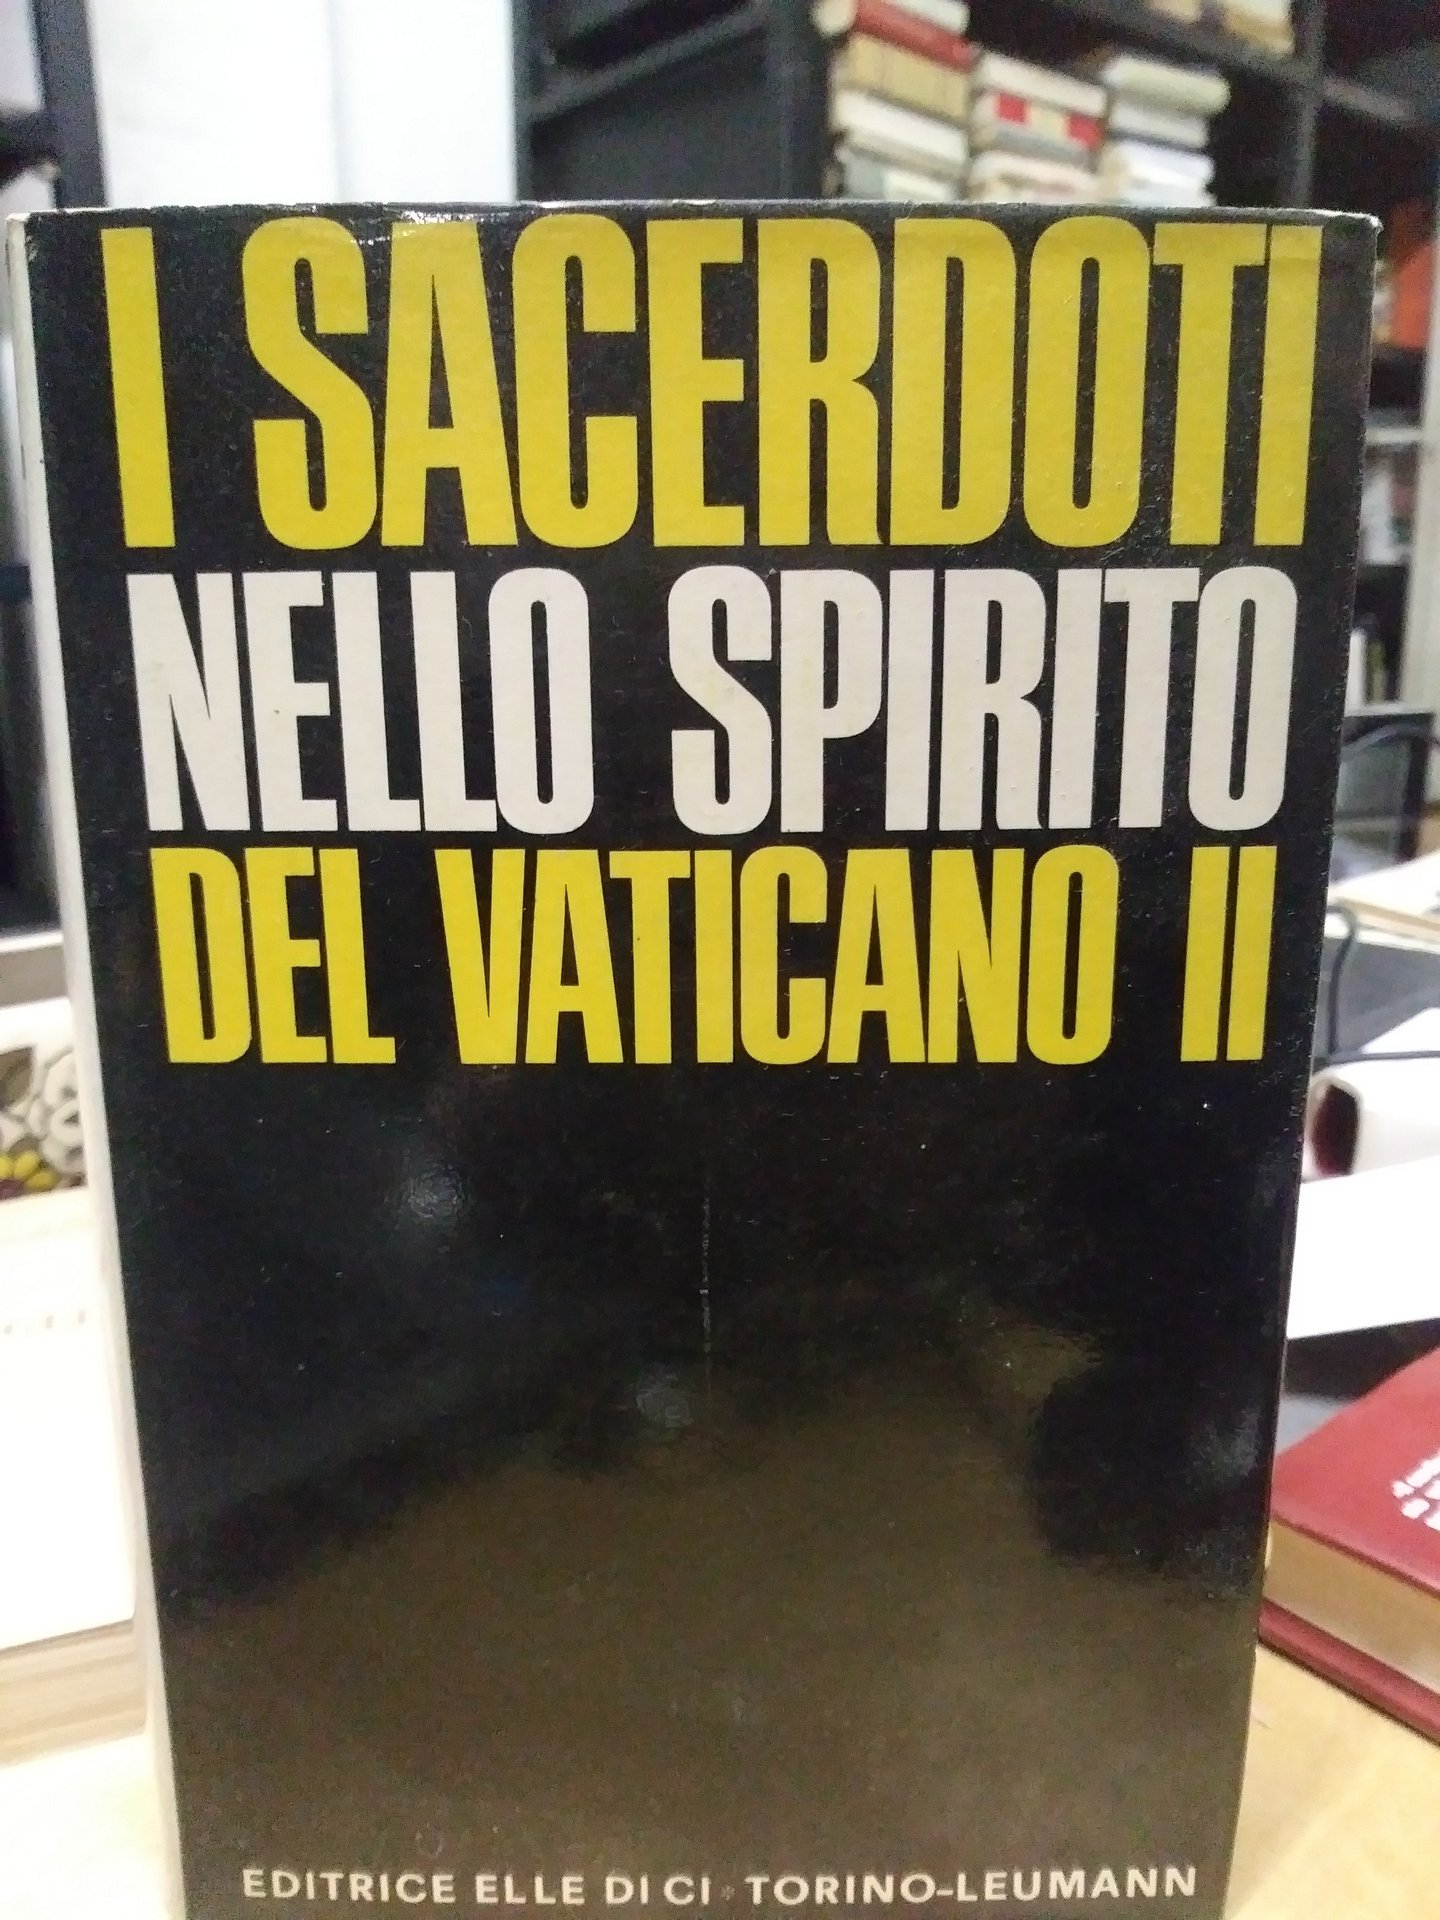 I SACERDOTI
NELLO SPIRITO
DEL VATICANO II
EDITRICE ELLE DI CI * TORINO-LEUMANN